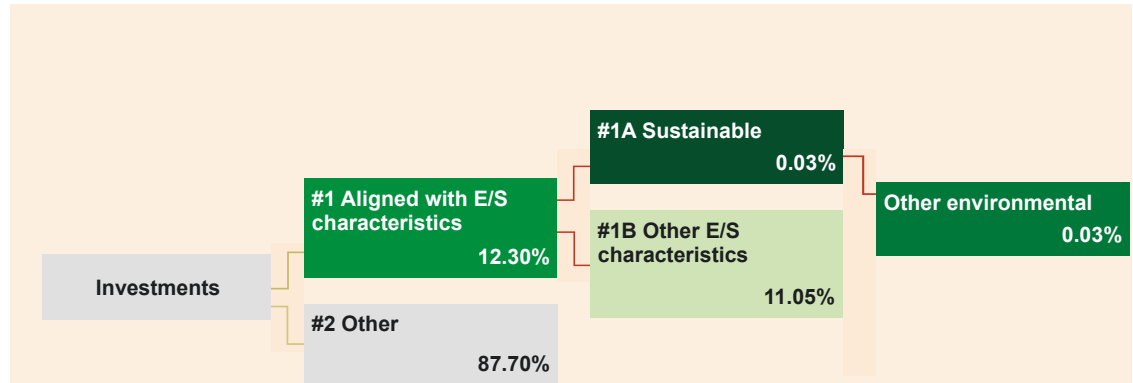 Investments
#1 Aligned with E/S
characteristics
12.30%
#2 Other
87.70%
#1A Sustainable
0.03%
#1B Other E/S
characteristics
11.05%
Other environmental
0.03%